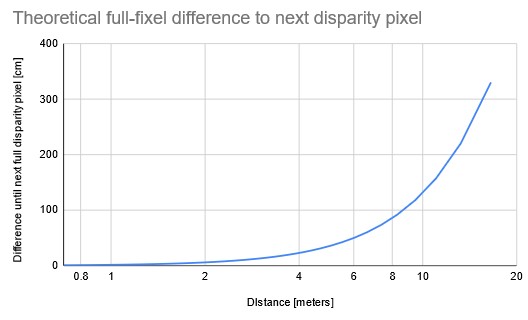 Theoretical full-fixel difference to next disparity pixel
Difference until next full disparity pixel [cm]
400
300
200
100
0
0.8 1 2 4 6 8 10 20
Distance [meters]